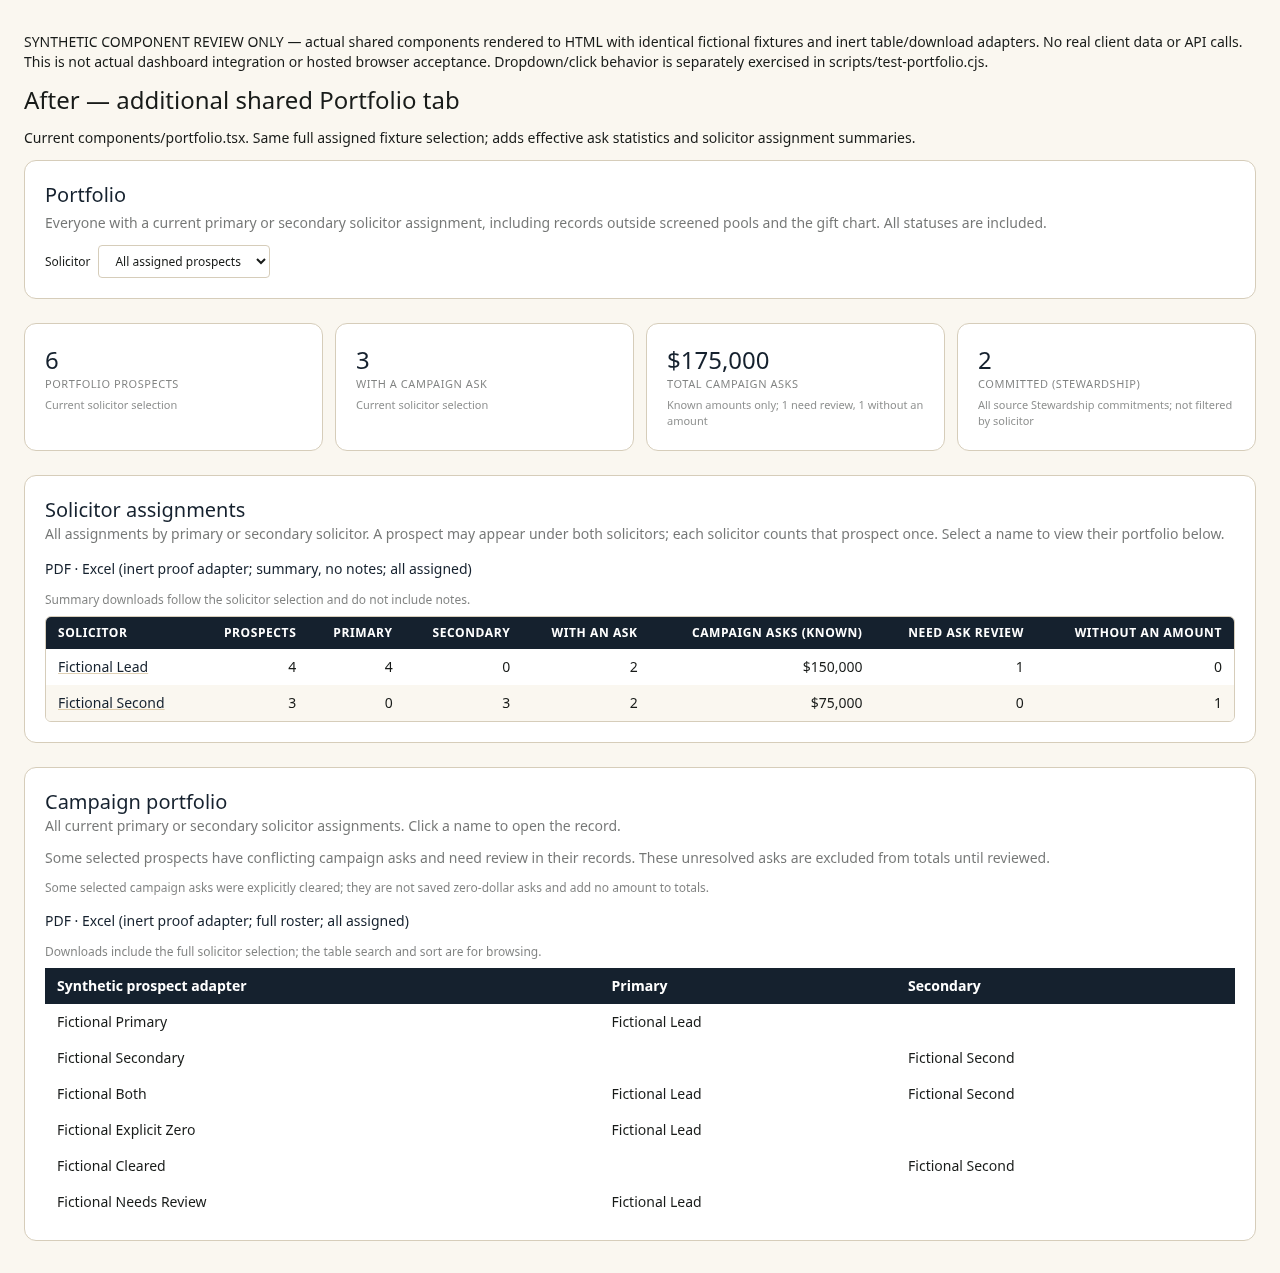 SYNTHETIC COMPONENT REVIEW ONLY — actual shared components rendered to HTML with identical fictional fixtures and inert table/download adapters. No real client data or API calls.
This is not actual dashboard integration or hosted browser acceptance. Dropdown/click behavior is separately exercised in scripts/test-portfolio.cjs.
After — additional shared Portfolio tab
Current components/portfolio.tsx. Same full assigned fixture selection; adds effective ask statistics and solicitor assignment summaries.
Portfolio
Everyone with a current primary or secondary solicitor assignment, including records outside screened pools and the gift chart. All statuses are included.
Solicitor All assigned prospects
6
PORTFOLIO PROSPECTS
Current solicitor selection
3
WITH A CAMPAIGN ASK
Current solicitor selection
$175,000
TOTAL CAMPAIGN ASKS
Known amounts only; 1 need review, 1 without an
amount
2
COMMITTED (STEWARDSHIP)
All source Stewardship commitments; not filtered
by solicitor
Solicitor assignments
All assignments by primary or secondary solicitor. A prospect may appear under both solicitors; each solicitor counts that prospect once. Select a name to view their portfolio below.
PDF · Excel (inert proof adapter; summary, no notes; all assigned)
Summary downloads follow the solicitor selection and do not include notes.
SOLICITOR PROSPECTS PRIMARY SECONDARY WITH AN ASK CAMPAIGN ASKS (KNOWN) NEED ASK REVIEW WITHOUT AN AMOUNT
Fictional Lead 4 4 0 2 $150,000 1 0
Fictional Second 3 0 3 2 $75,000 0 1
Campaign portfolio
All current primary or secondary solicitor assignments. Click a name to open the record.
Some selected prospects have conflicting campaign asks and need review in their records. These unresolved asks are excluded from totals until reviewed.
Some selected campaign asks were explicitly cleared; they are not saved zero-dollar asks and add no amount to totals.
PDF · Excel (inert proof adapter; full roster; all assigned)
Downloads include the full solicitor selection; the table search and sort are for browsing.
Synthetic prospect adapter Primary Secondary
Fictional Primary Fictional Lead
Fictional Secondary Fictional Second
Fictional Both Fictional Lead Fictional Second
Fictional Explicit Zero Fictional Lead
Fictional Cleared Fictional Second
Fictional Needs Review Fictional Lead